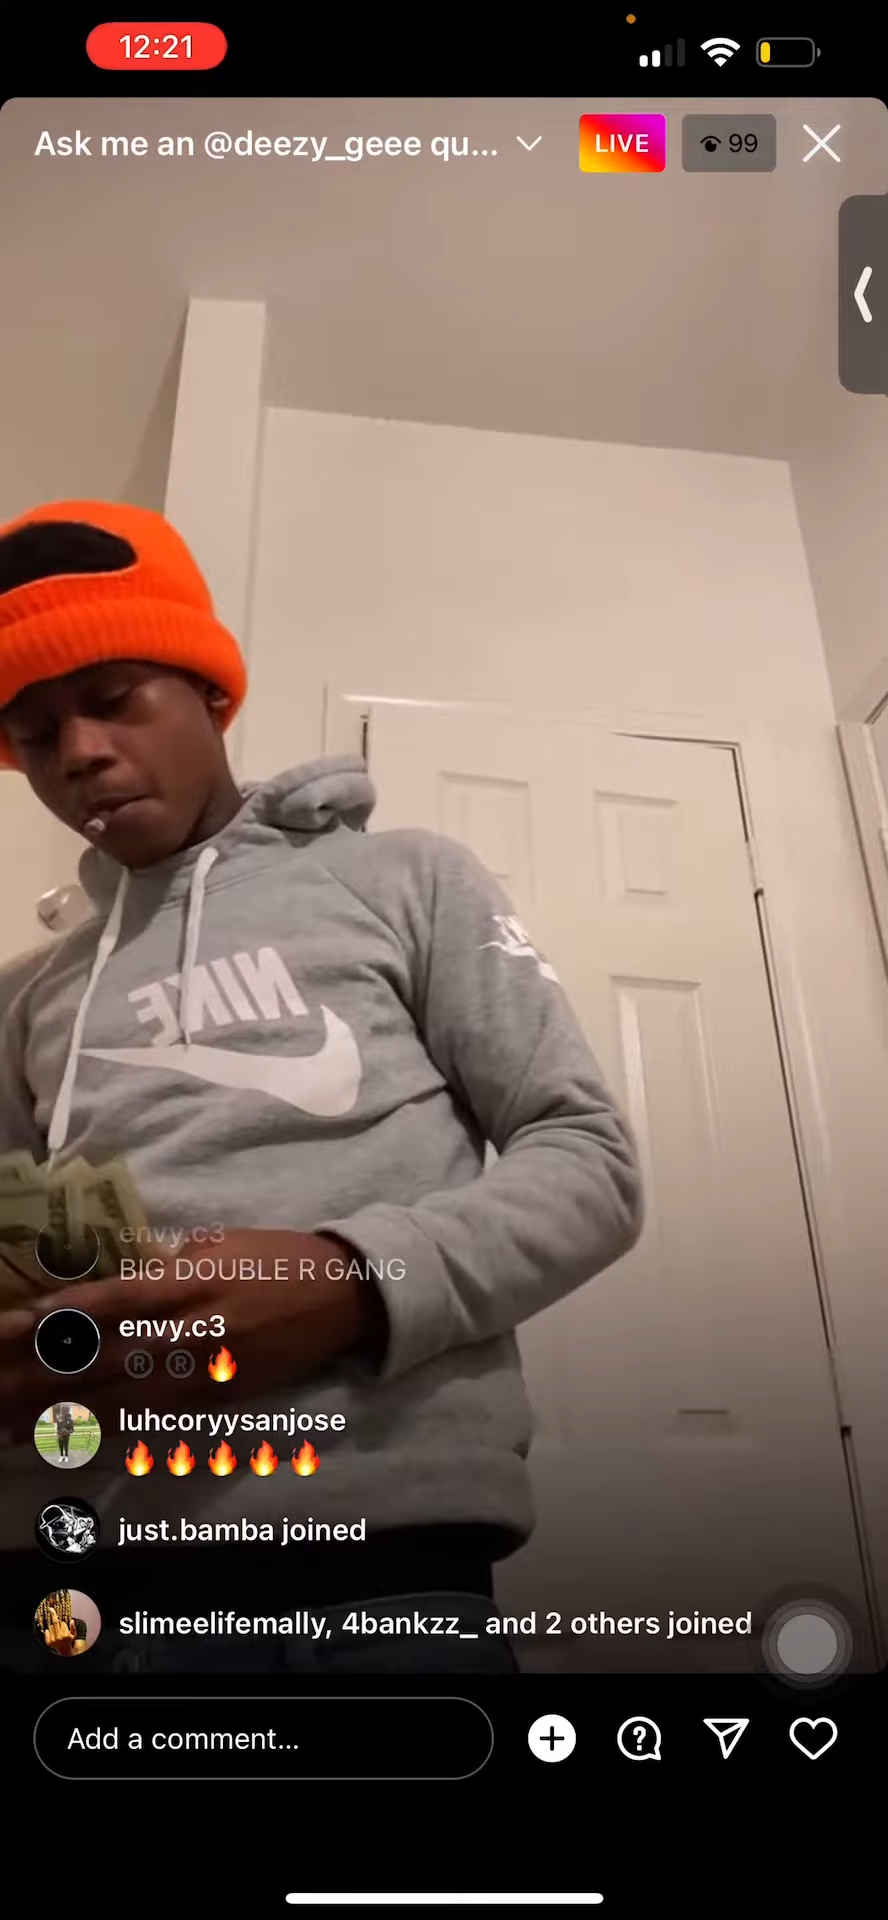 12:21
Ask me an @deezy_geee qu...
LIVE
99
NIKE
envy.c3
BIG DOUBLE R GANG
envy.c3
® ® 🔥
luhcoryysanjose
🔥🔥🔥🔥🔥
just.bamba joined
slimeelifemally, 4bankzz_ and 2 others joined
Add a comment...